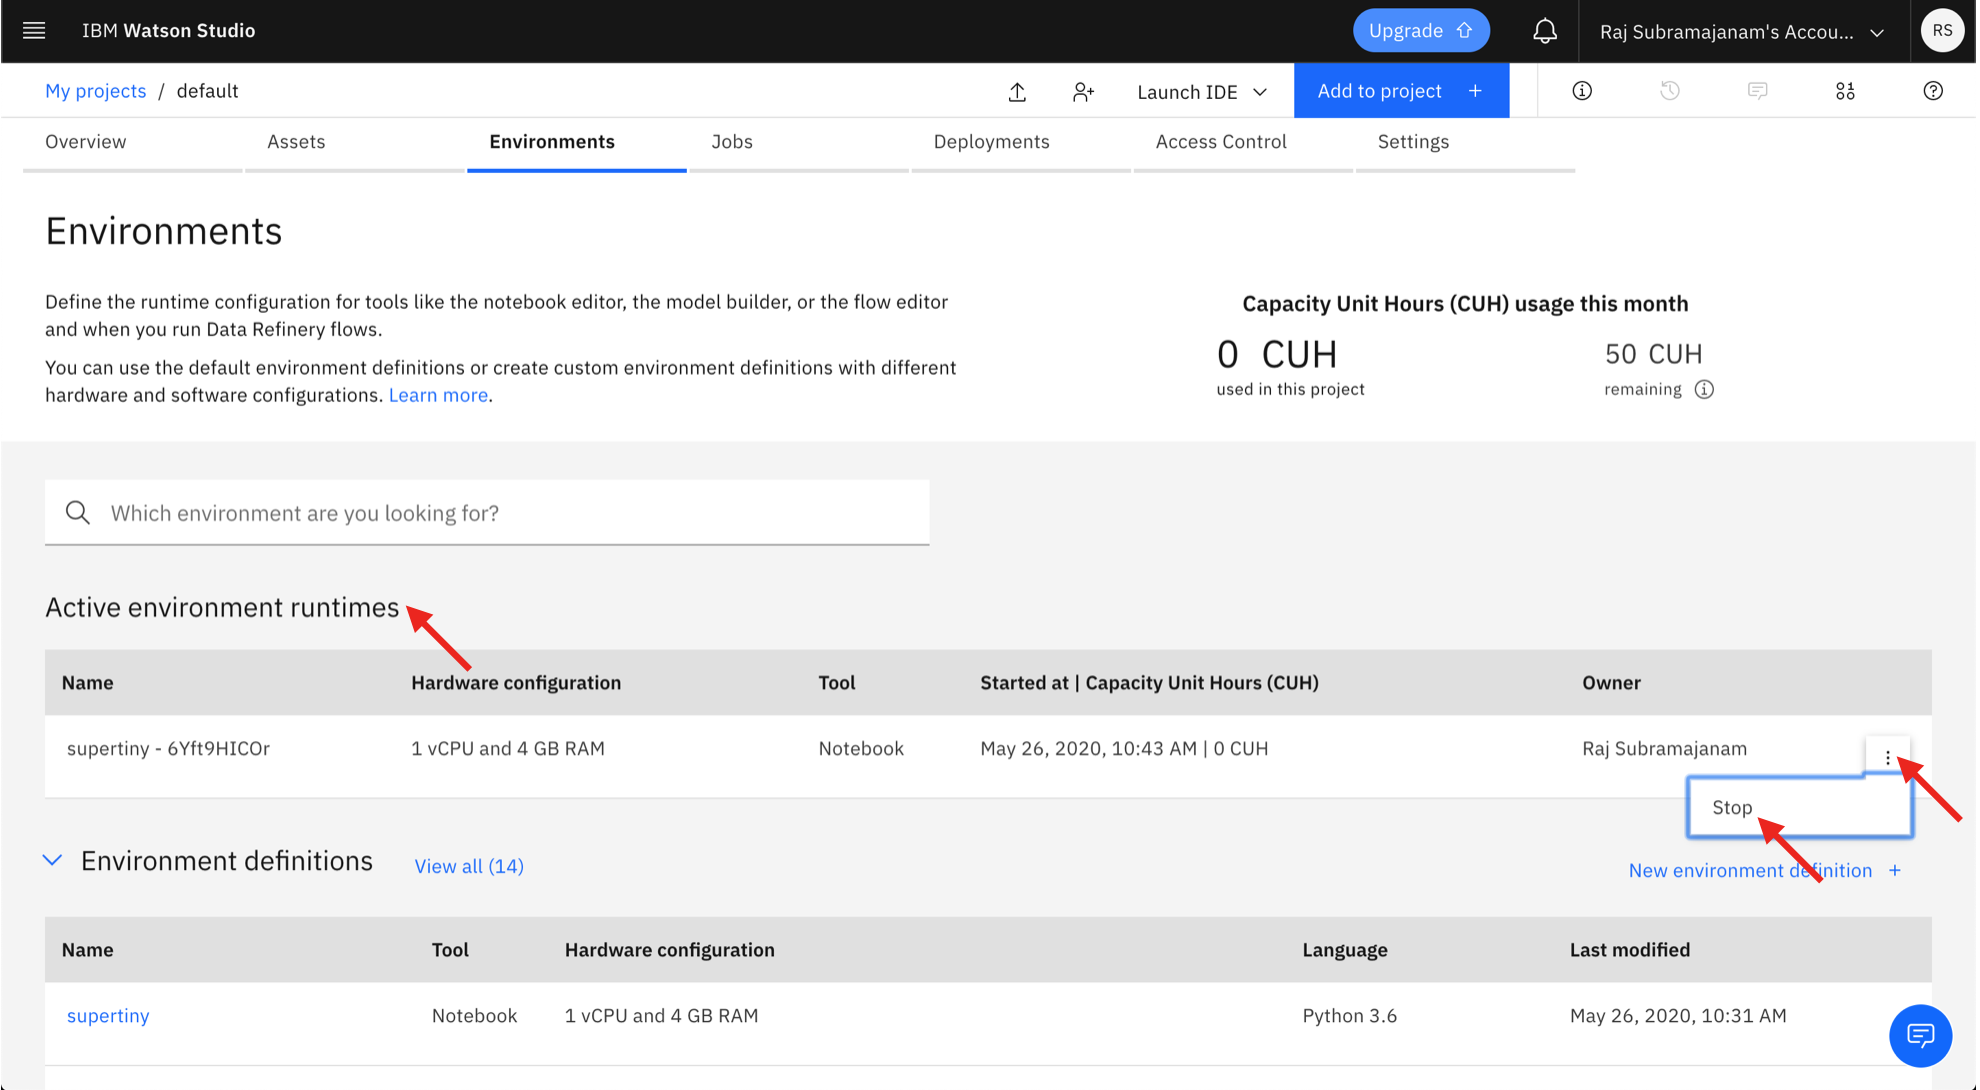 IBM Watson Studio
Upgrade
Raj Subramajanam's Accou...
RS
My projects / default
Launch IDE
Add to project +
Overview
Assets
Environments
Jobs
Deployments
Access Control
Settings
Environments
Define the runtime configuration for tools like the notebook editor, the model builder, or the flow editor
and when you run Data Refinery flows.
You can use the default environment definitions or create custom environment definitions with different
hardware and software configurations. Learn more.
Capacity Unit Hours (CUH) usage this month
0 CUH
used in this project
50 CUH
remaining
Which environment are you looking for?
Active environment runtimes
Name
Hardware configuration
Tool
Started at | Capacity Unit Hours (CUH)
Owner
supertiny - 6Yft9HICOr
1 vCPU and 4 GB RAM
Notebook
May 26, 2020, 10:43 AM | 0 CUH
Raj Subramajanam
Stop
Environment definitions
View all (14)
New environment definition +
Name
Tool
Hardware configuration
Language
Last modified
supertiny
Notebook
1 vCPU and 4 GB RAM
Python 3.6
May 26, 2020, 10:31 AM